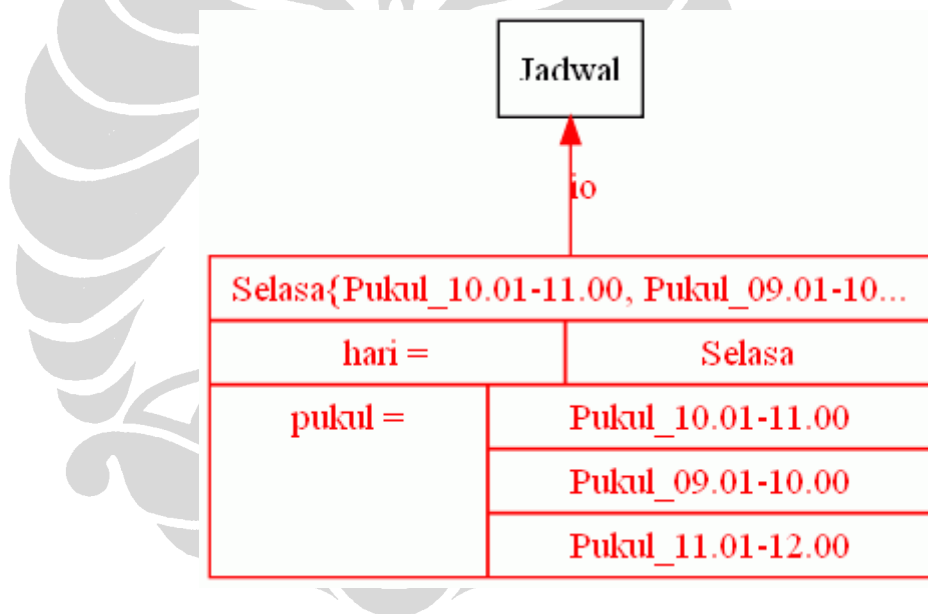 Jadwal
io
Selasa{Pukul_10.01-11.00, Pukul_09.01-10...
hari = Selasa
pukul = Pukul_10.01-11.00
Pukul_09.01-10.00
Pukul_11.01-12.00